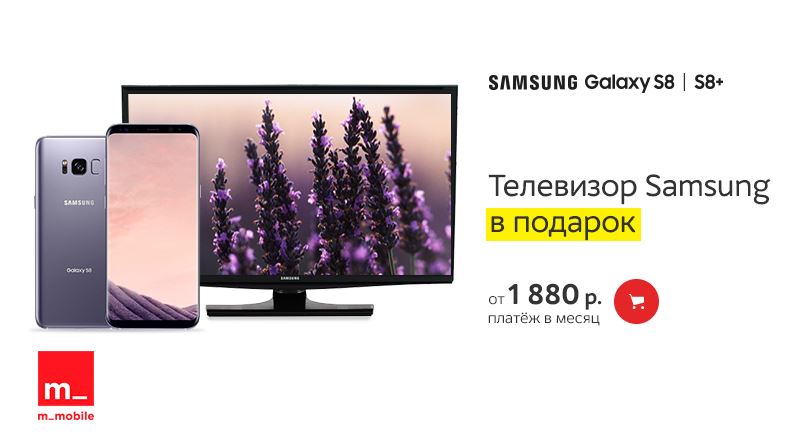 SAMSUNG Galaxy S8 | S8+
Телевизор Samsung
в подарок
от 1 880 р.
платёж в месяц
SAMSUNG
Galaxy S8
SAMSUNG
m_
m_mobile